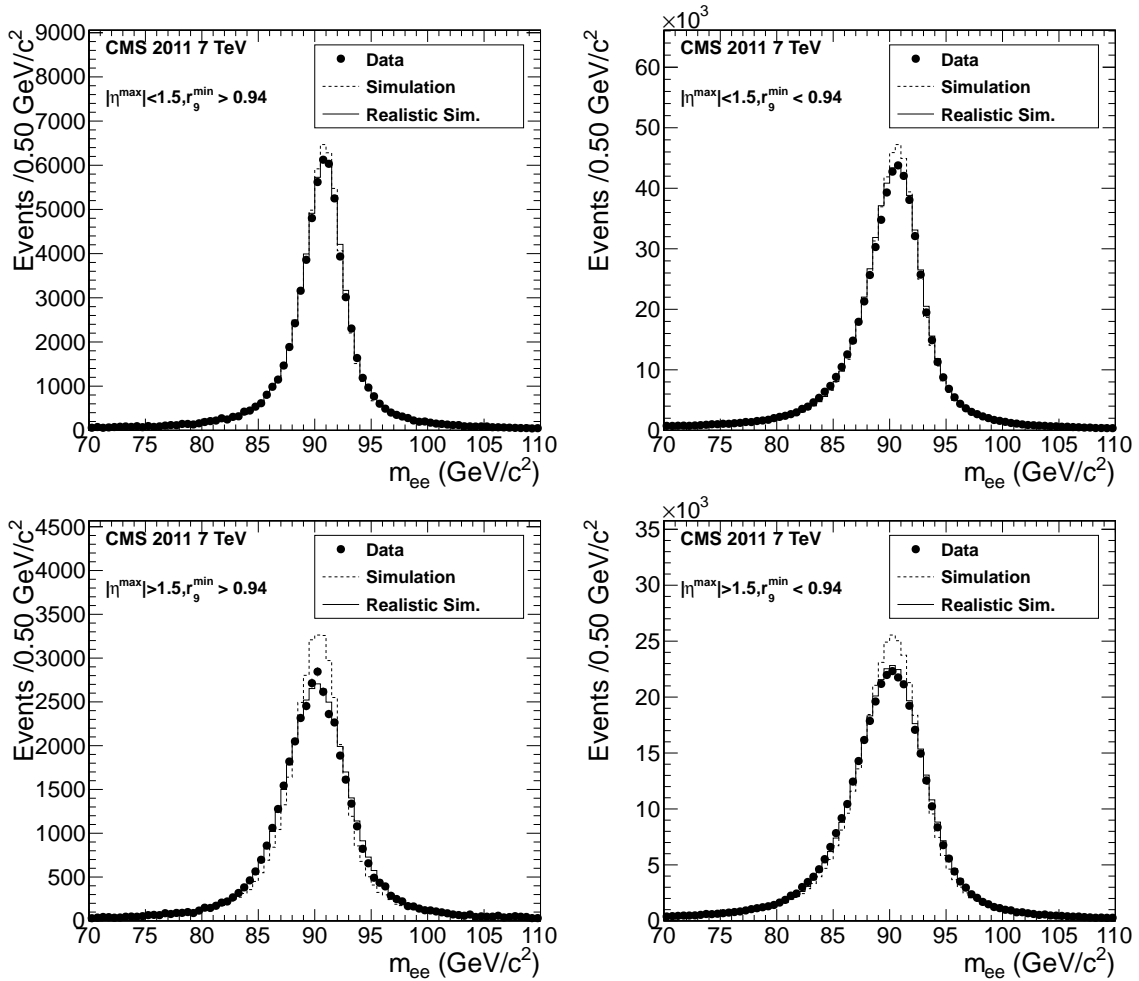 CMS 2011 7 TeV
|η^max|<1.5,r_9^min > 0.94
Data
Simulation
Realistic Sim.
Events /0.50 GeV/c²
9000
8000
7000
6000
5000
4000
3000
2000
1000
0
70 75 80 85 90 95 100 105 110
m_ee (GeV/c²)
×10³
CMS 2011 7 TeV
|η^max|<1.5,r_9^min < 0.94
Data
Simulation
Realistic Sim.
Events /0.50 GeV/c²
60
50
40
30
20
10
0
70 75 80 85 90 95 100 105 110
m_ee (GeV/c²)
CMS 2011 7 TeV
|η^max|>1.5,r_9^min > 0.94
Data
Simulation
Realistic Sim.
Events /0.50 GeV/c²
4500
4000
3500
3000
2500
2000
1500
1000
500
0
70 75 80 85 90 95 100 105 110
m_ee (GeV/c²)
×10³
CMS 2011 7 TeV
|η^max|>1.5,r_9^min < 0.94
Data
Simulation
Realistic Sim.
Events /0.50 GeV/c²
35
30
25
20
15
10
5
0
70 75 80 85 90 95 100 105 110
m_ee (GeV/c²)